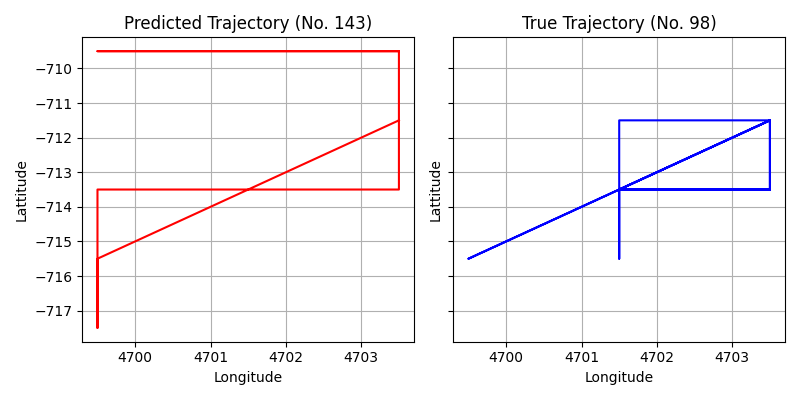 Predicted Trajectory (No. 143)
True Trajectory (No. 98)
Lattitude
−710
−711
−712
−713
−714
−715
−716
−717
4700
4701
4702
4703
Longitude
Lattitude
4700
4701
4702
4703
Longitude